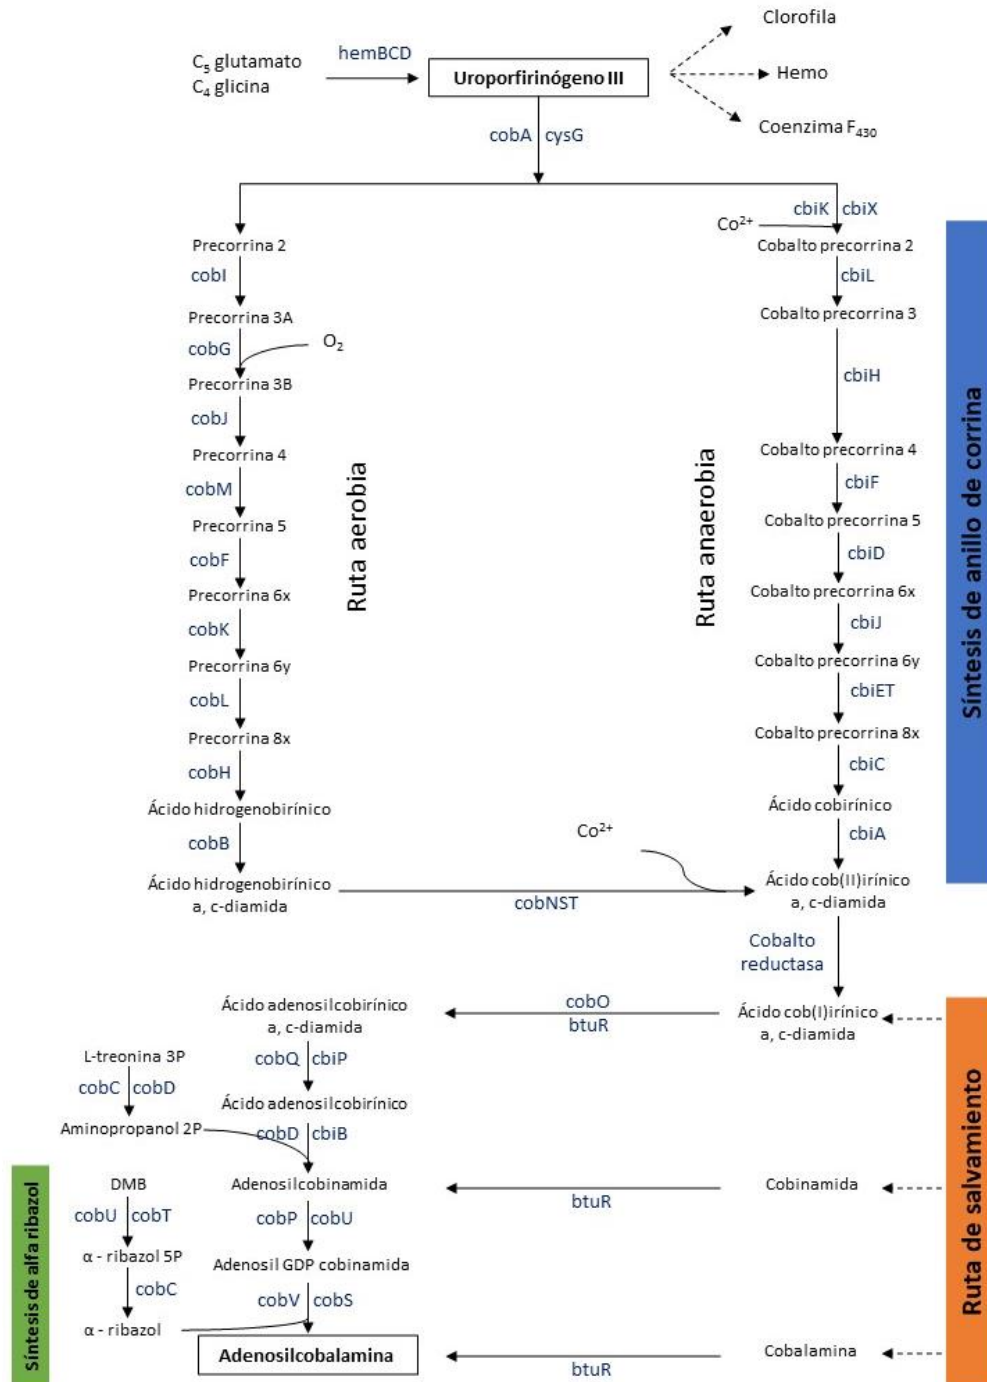 Clorofila
hemBCD
C₅ glutamato
C₄ glicina
Uroporfirinógeno III
Hemo
Coenzima F₄₃₀
cobA cysG
cbiK cbiX
Co²⁺
Precorrina 2
Cobalto precorrina 2
cobI
cbiL
Precorrina 3A
Cobalto precorrina 3
cobG
O₂
cbiH
Precorrina 3B
cobJ
Precorrina 4
Cobalto precorrina 4
cobM
cbiF
Precorrina 5
Cobalto precorrina 5
cobF
cbiD
Precorrina 6x
Cobalto precorrina 6x
cobK
cbiJ
Precorrina 6y
Cobalto precorrina 6y
cobL
cbiET
Precorrina 8x
Cobalto precorrina 8x
cobH
cbiC
Ácido hidrogenobirínico
Ácido cobirínico
cobB
Co²⁺
cbiA
Ácido hidrogenobirínico
a, c-diamida
cobNST
Ácido cob(II)irínico
a, c-diamida
Ruta aerobia
Ruta anaerobia
Síntesis de anillo de corrina
Cobalto
reductasa
Ácido adenosilcobirínico
a, c-diamida
cobO
btuR
Ácido cob(I)irínico
a, c-diamida
L-treonina 3P
cobQ cbiP
cobC cobD
Ácido adenosilcobirínico
Aminopropanol 2P
cobD cbiB
DMB
Adenosilcobinamida
btuR
Cobinamida
cobU cobT
cobP cobU
α - ribazol 5P
Adenosil GDP cobinamida
cobC
cobV cobS
α - ribazol
Adenosilcobalamina
btuR
Cobalamina
Síntesis de alfa ribazol
Ruta de salvamiento